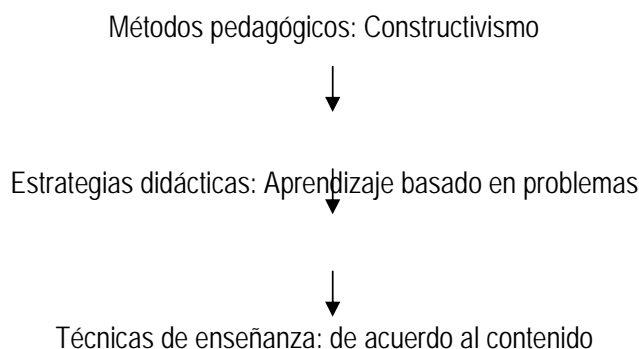 Métodos pedagógicos: Constructivismo
Estrategias didácticas: Aprendizaje basado en problemas
Técnicas de enseñanza: de acuerdo al contenido